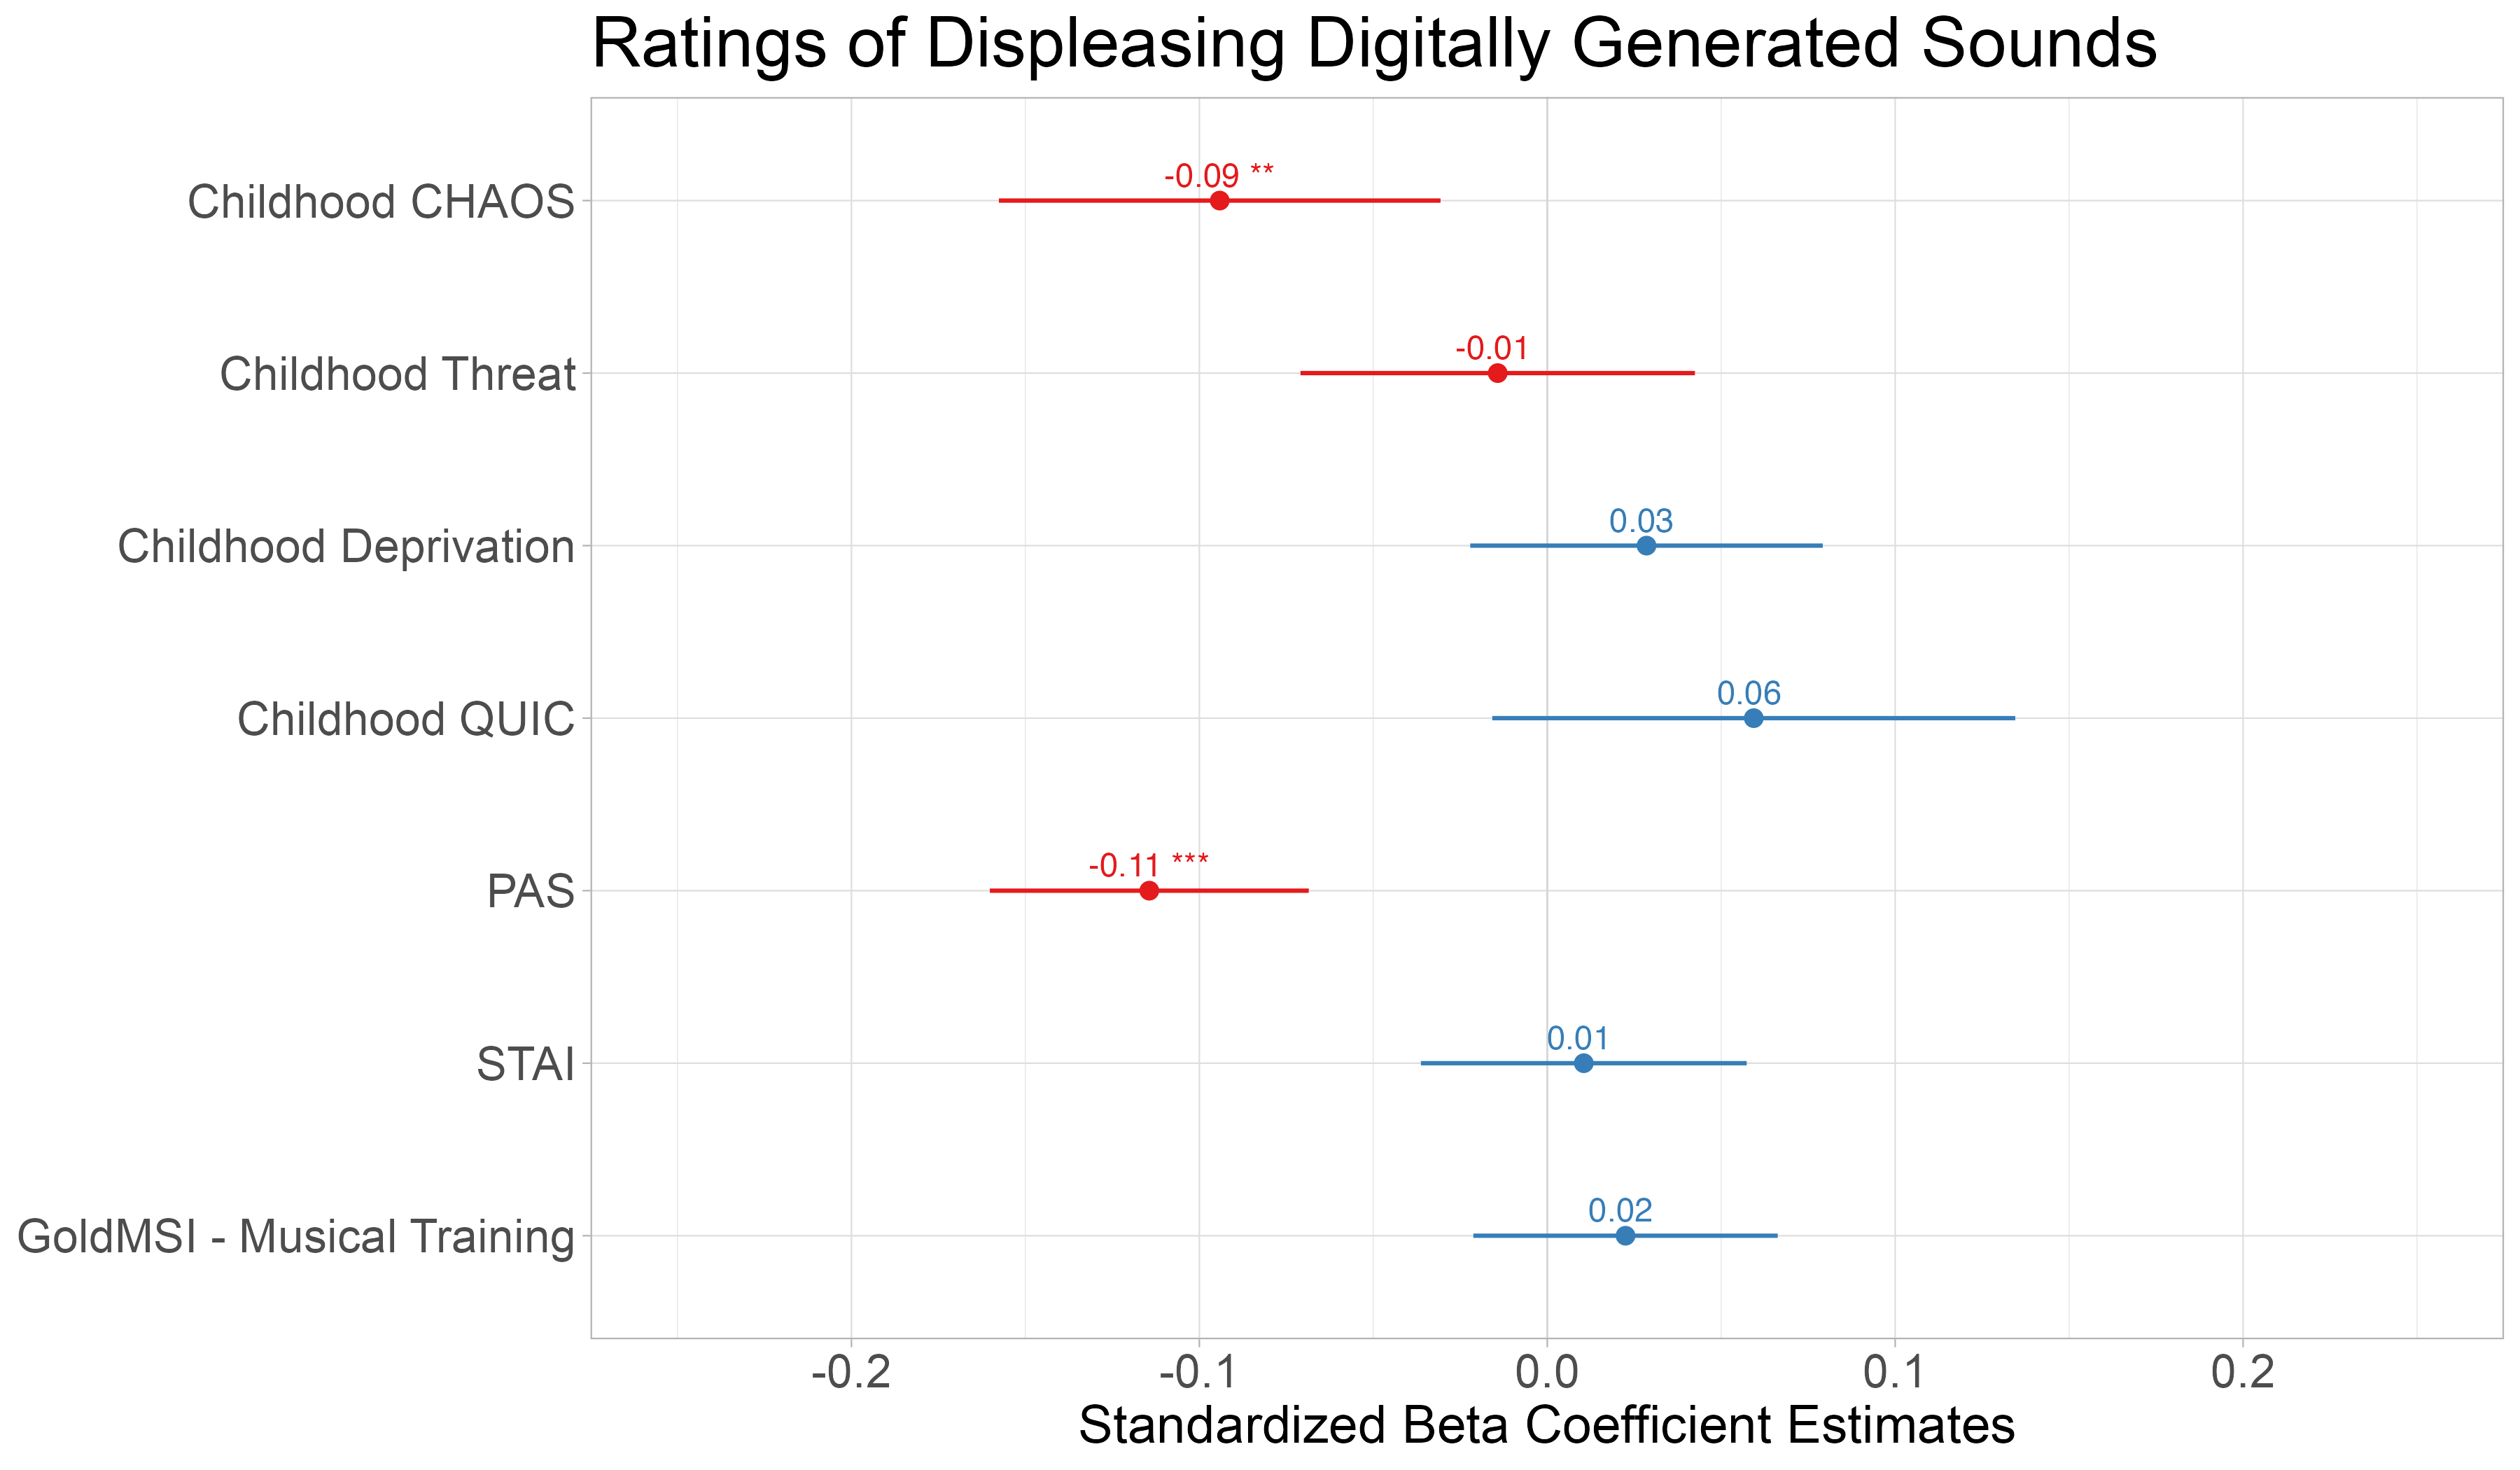 Ratings of Displeasing Digitally Generated Sounds
Childhood CHAOS
-0.09 **
Childhood Threat
-0.01
Childhood Deprivation
0.03
Childhood QUIC
0.06
PAS
-0.11 ***
STAI
0.01
GoldMSI - Musical Training
0.02
-0.2 -0.1 0.0 0.1 0.2
Standardized Beta Coefficient Estimates